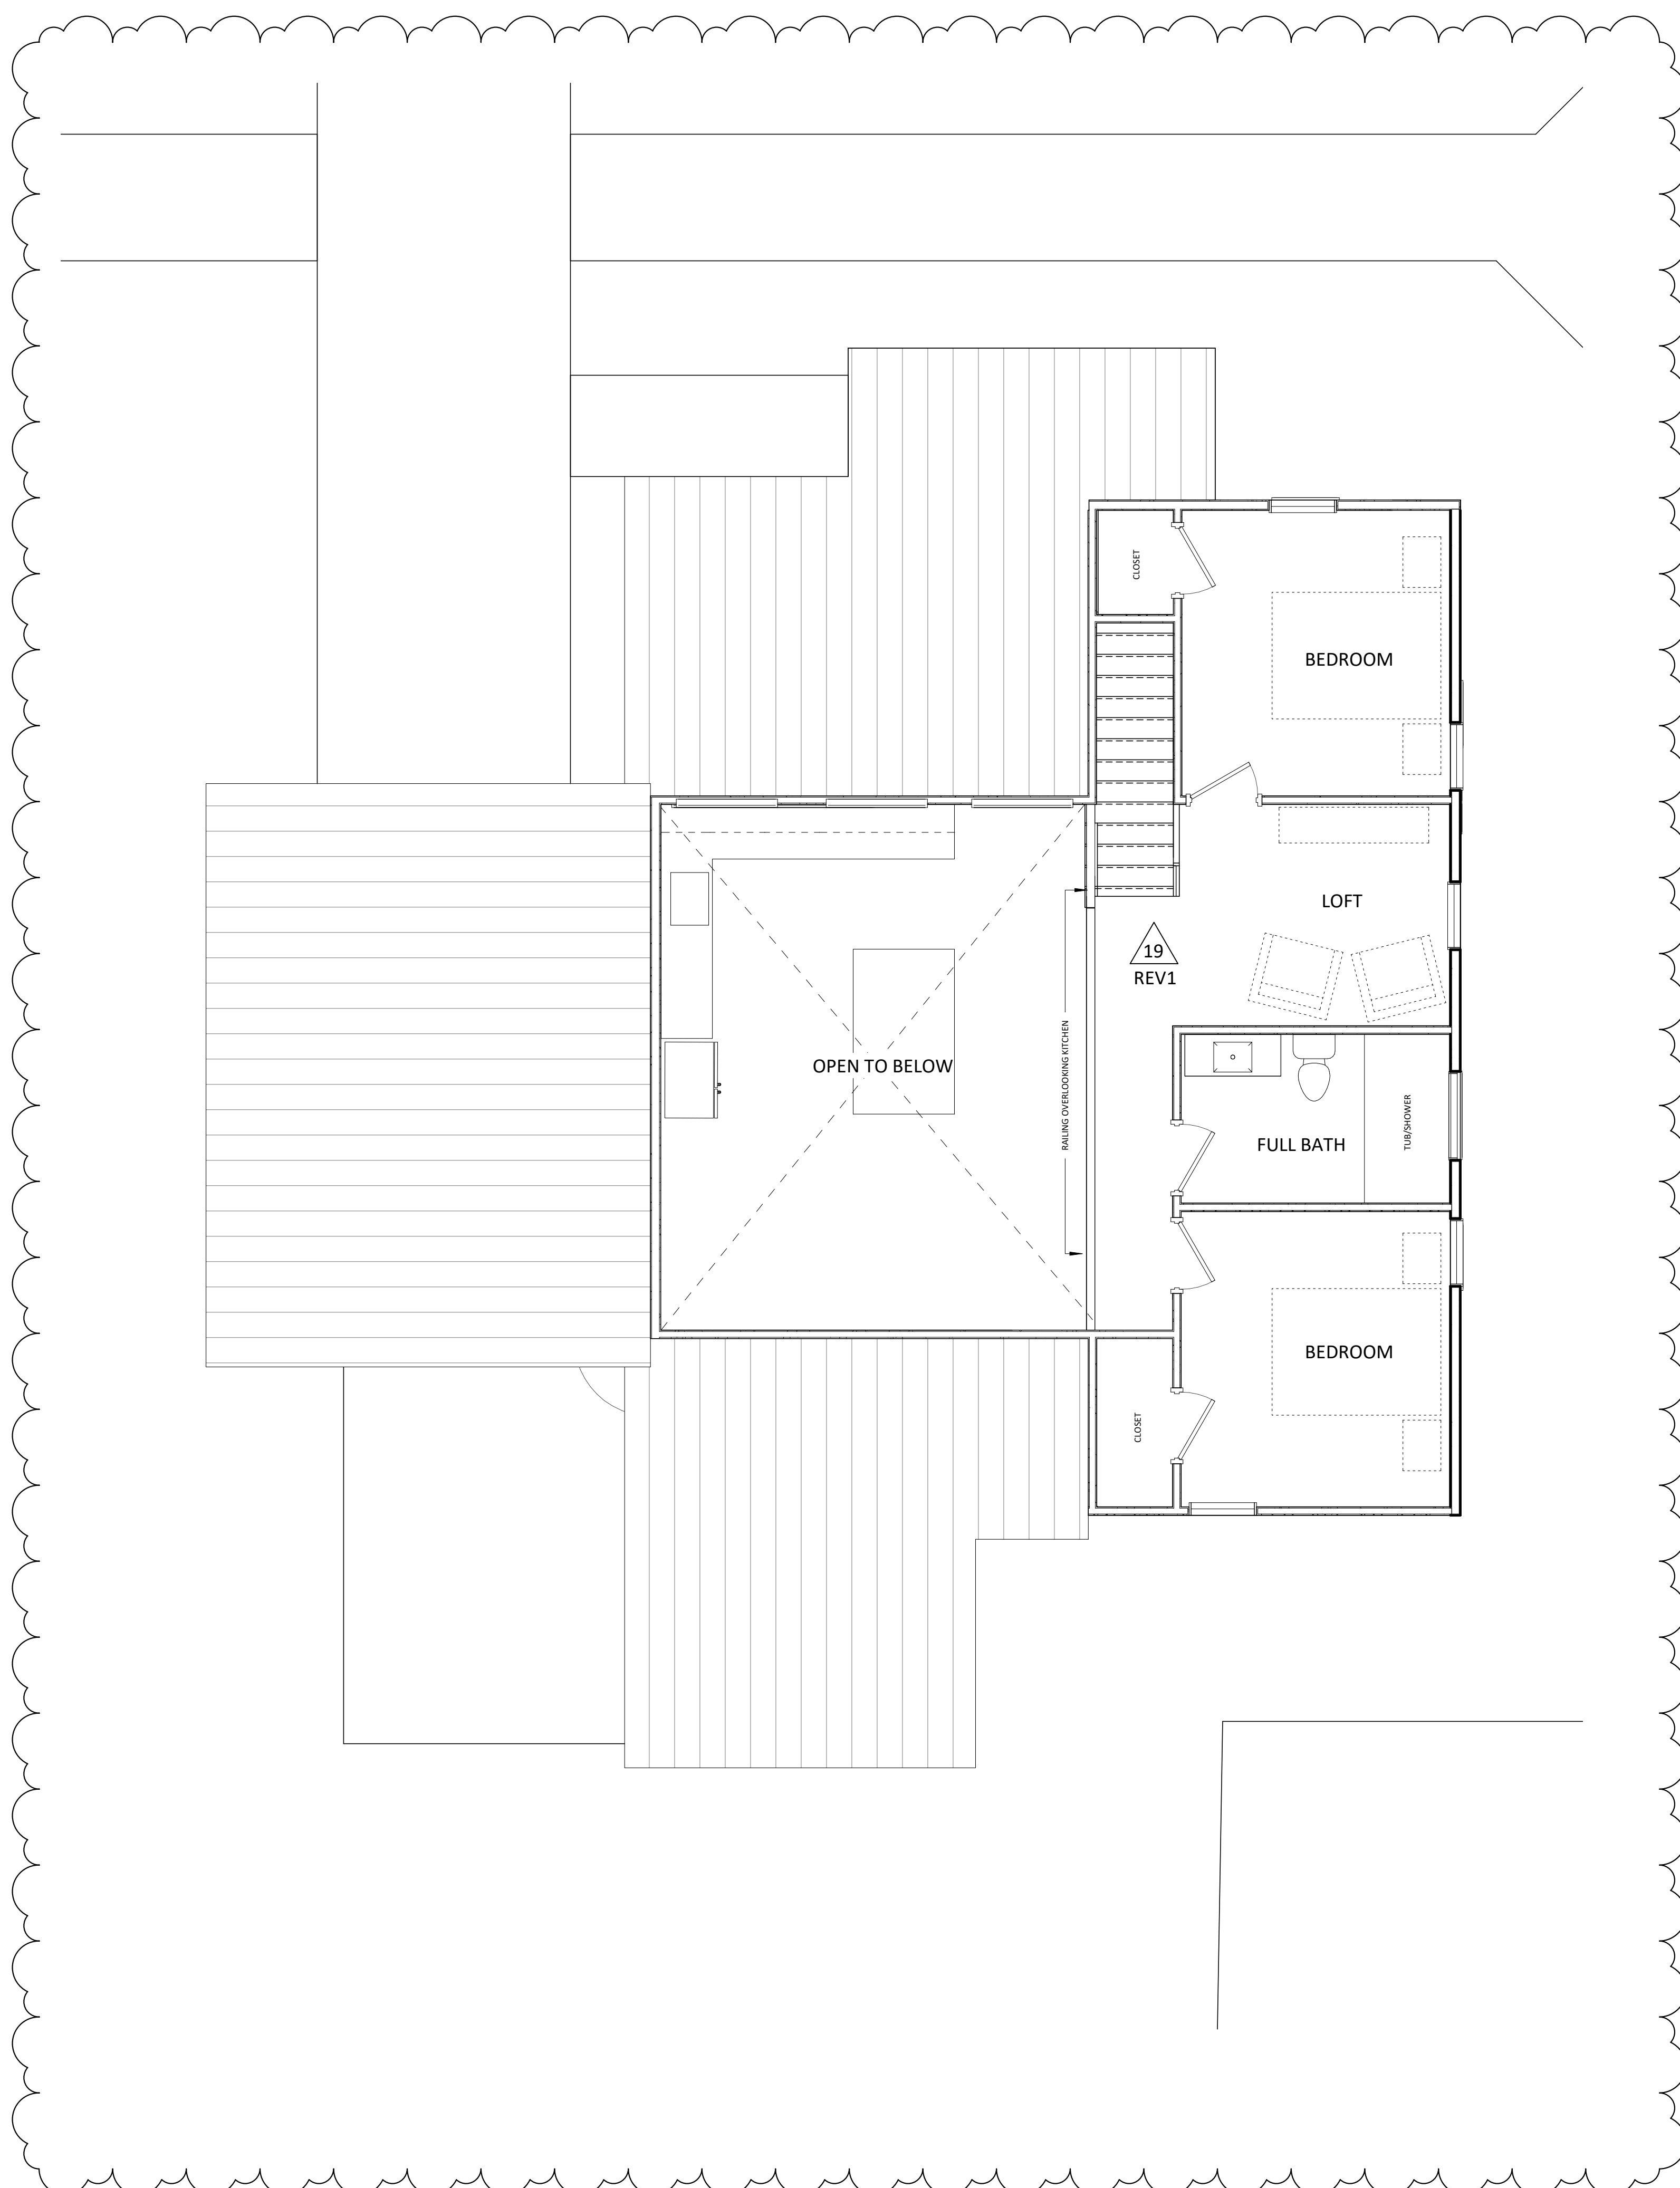 CLOSET
BEDROOM
LOFT
19
REV1
RAILING OVERLOOKING KITCHEN
OPEN TO BELOW
TUB/SHOWER
FULL BATH
BEDROOM
CLOSET